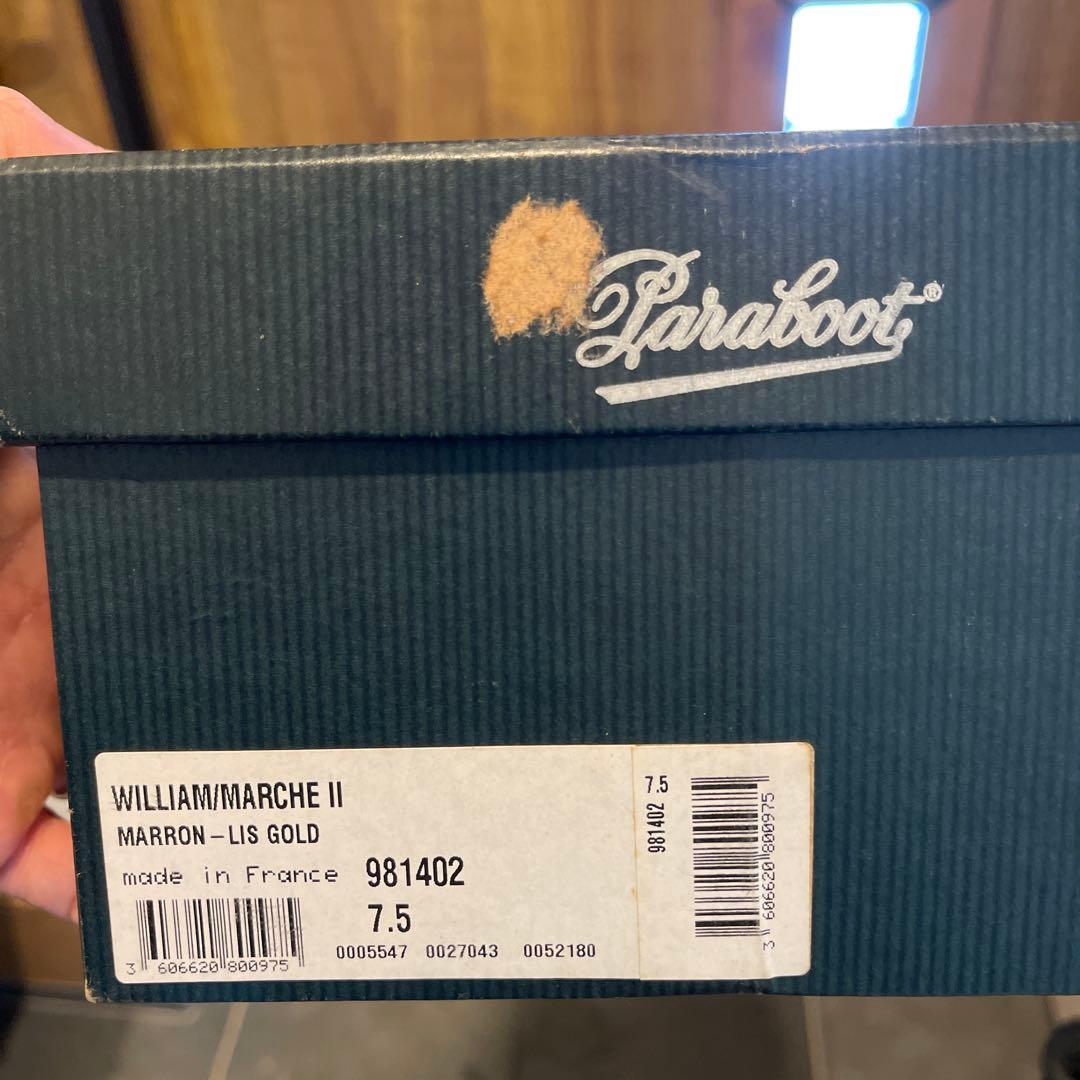 Paraboot®
WILLIAM/MARCHE II
MARRON – LIS GOLD
made in France 981402
7.5
0005547 0027043 0052180
3 606620 800975
7.5
981402
3 606620 800975